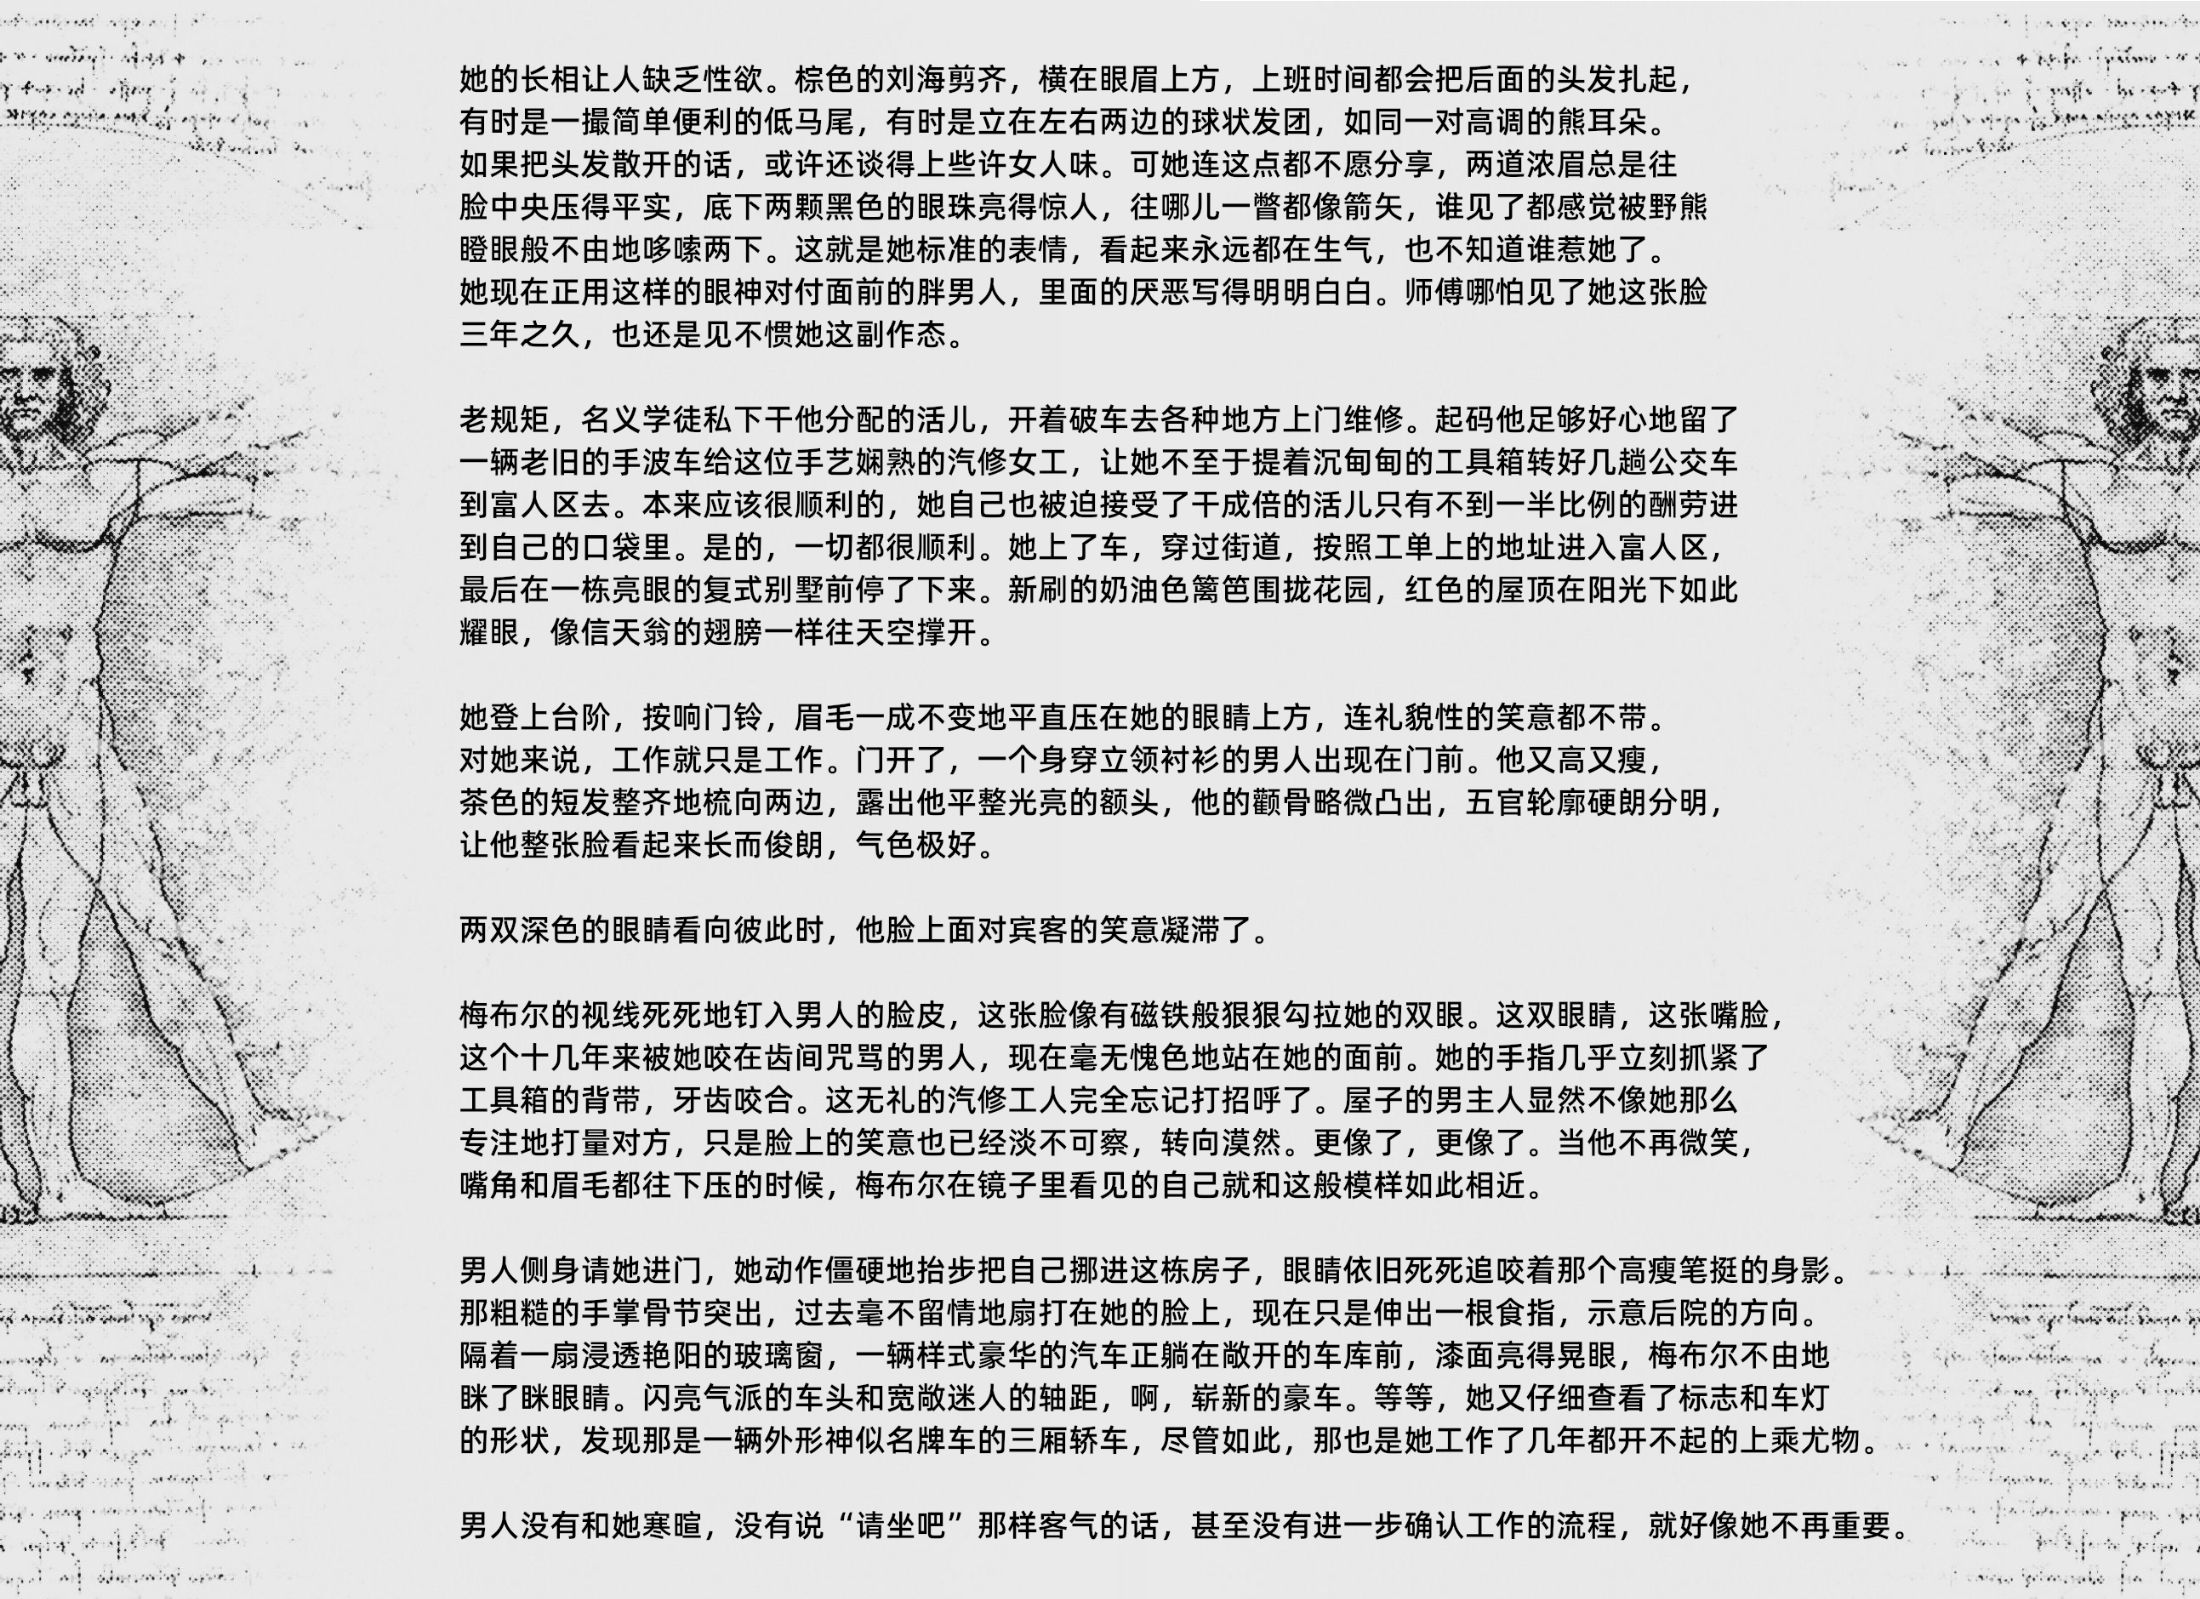 她的长相让人缺乏性欲。棕色的刘海剪齐，横在眼眉上方，上班时间都会把后面的头发扎起，
有时是一撮简单便利的低马尾，有时是立在左右两边的球状发团，如同一对高调的熊耳朵。
如果把头发散开的话，或许还谈得上些许女人味。可她连这点都不愿分享，两道浓眉总是往
脸中央压得平实，底下两颗黑色的眼珠亮得惊人，往哪儿一瞥都像箭矢，谁见了都感觉被野熊
瞪眼般不由地哆嗦两下。这就是她标准的表情，看起来永远都在生气，也不知道谁惹她了。
她现在正用这样的眼神对付面前的胖男人，里面的厌恶写得明明白白。师傅哪怕见了她这张脸
三年之久，也还是见不惯她这副作态。
老规矩，名义学徒私下干他分配的活儿，开着破车去各种地方上门维修。起码他足够好心地留了
一辆老旧的手波车给这位手艺娴熟的汽修女工，让她不至于提着沉甸甸的工具箱转好几趟公交车
到富人区去。本来应该很顺利的，她自己也被迫接受了干成倍的活儿只有不到一半比例的酬劳进
到自己的口袋里。是的，一切都很顺利。她上了车，穿过街道，按照工单上的地址进入富人区，
最后在一栋亮眼的复式别墅前停了下来。新刷的奶油色篱笆围拢花园，红色的屋顶在阳光下如此
耀眼，像信天翁的翅膀一样往天空撑开。
她登上台阶，按响门铃，眉毛一成不变地平直压在她的眼睛上方，连礼貌性的笑意都不带。
对她来说，工作就只是工作。门开了，一个身穿立领衬衫的男人出现在门前。他又高又瘦，
茶色的短发整齐地梳向两边，露出他平整光亮的额头，他的颧骨略微凸出，五官轮廓硬朗分明，
让他整张脸看起来长而俊朗，气色极好。
两双深色的眼睛看向彼此时，他脸上面对宾客的笑意凝滞了。
梅布尔的视线死死地钉入男人的脸皮，这张脸像有磁铁般狠狠勾拉她的双眼。这双眼睛，这张嘴脸，
这个十几年来被她咬在齿间咒骂的男人，现在毫无愧色地站在她的面前。她的手指几乎立刻抓紧了
工具箱的背带，牙齿咬合。这无礼的汽修工人完全忘记打招呼了。屋子的男主人显然不像她那么
专注地打量对方，只是脸上的笑意也已经淡不可察，转向漠然。更像了，更像了。当他不再微笑，
嘴角和眉毛都往下压的时候，梅布尔在镜子里看见的自己就和这般模样如此相近。
男人侧身请她进门，她动作僵硬地抬步把自己挪进这栋房子，眼睛依旧死死追咬着那个高瘦笔挺的身影。
那粗糙的手掌骨节突出，过去毫不留情地扇打在她的脸上，现在只是伸出一根食指，示意后院的方向。
隔着一扇浸透艳阳的玻璃窗，一辆样式豪华的汽车正躺在敞开的车库前，漆面亮得晃眼，梅布尔不由地
眯了眯眼睛。闪亮气派的车头和宽敞迷人的轴距，啊，崭新的豪车。等等，她又仔细查看了标志和车灯
的形状，发现那是一辆外形神似名牌车的三厢轿车，尽管如此，那也是她工作了几年都开不起的上乘尤物。
男人没有和她寒暄，没有说“请坐吧”那样客气的话，甚至没有进一步确认工作的流程，就好像她不再重要。